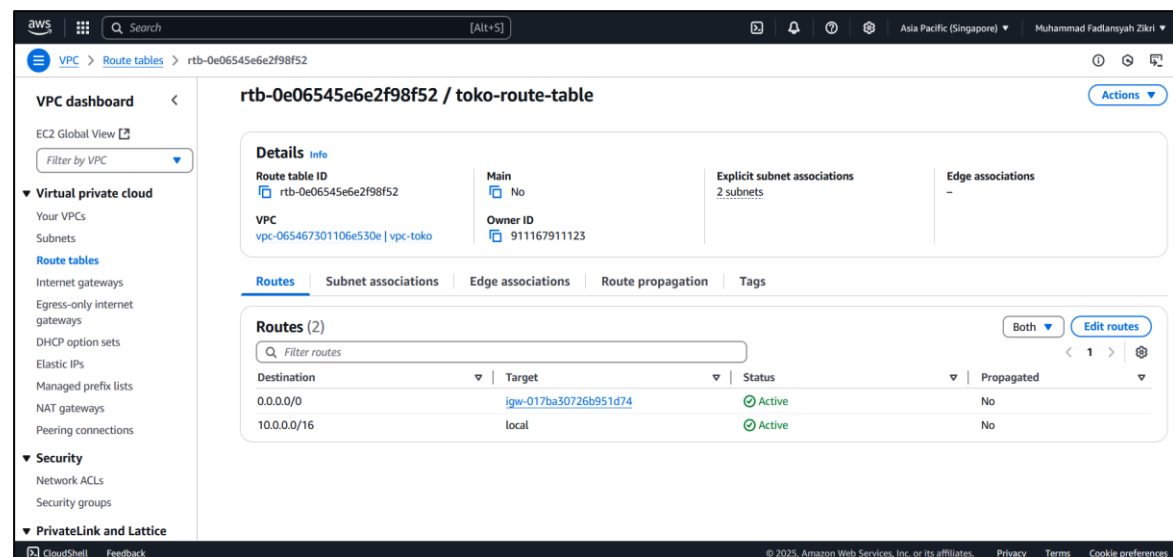 aws
Search [Alt+S] Asia Pacific (Singapore) Muhammad Fadlansyah Zikri
VPC > Route tables > rtb-0e06545e6e2f98f52
VPC dashboard
EC2 Global View
Filter by VPC
Virtual private cloud
Your VPCs
Subnets
Route tables
Internet gateways
Egress-only internet
gateways
DHCP option sets
Elastic IPs
Managed prefix lists
NAT gateways
Peering connections
Security
Network ACLs
Security groups
PrivateLink and Lattice
rtb-0e06545e6e2f98f52 / toko-route-table
Actions
Details Info
Route table ID
rtb-0e06545e6e2f98f52
Main
No
Explicit subnet associations
2 subnets
Edge associations
–
VPC
vpc-065467301106e530e | vpc-toko
Owner ID
911167911123
Routes Subnet associations Edge associations Route propagation Tags
Routes (2) Both Edit routes
Filter routes < 1 >
Destination Target Status Propagated
0.0.0.0/0 igw-017ba30726b951d74 Active No
10.0.0.0/16 local Active No
CloudShell Feedback © 2025, Amazon Web Services, Inc. or its affiliates. Privacy Terms Cookie preferences